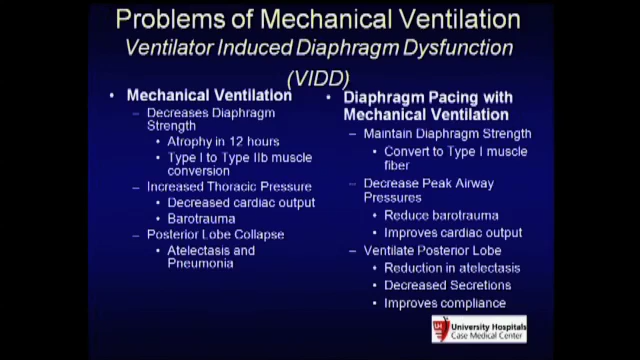 Problems of Mechanical Ventilation
Ventilator Induced Diaphragm Dysfunction
(VIDD)
• Mechanical Ventilation
– Decreases Diaphragm
Strength
• Atrophy in 12 hours
• Type I to Type IIb muscle
conversion
– Increased Thoracic Pressure
• Decreased cardiac output
• Barotrauma
– Posterior Lobe Collapse
• Atelectasis and
Pneumonia
• Diaphragm Pacing with
Mechanical Ventilation
– Maintain Diaphragm Strength
• Convert to Type I muscle
fiber
– Decrease Peak Airway
Pressures
• Reduce barotrauma
• Improves cardiac output
– Ventilate Posterior Lobe
• Reduction in atelectasis
• Decreased Secretions
• Improves compliance
University Hospitals
Case Medical Center